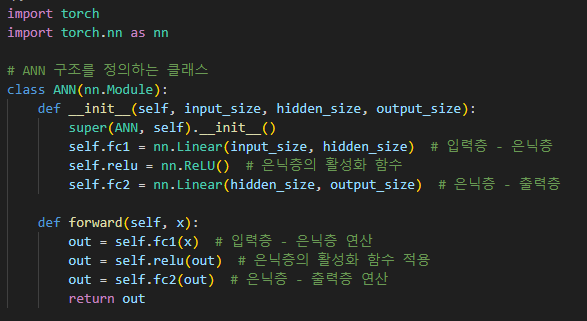 import torch
import torch.nn as nn
# ANN 구조를 정의하는 클래스
class ANN(nn.Module):
    def __init__(self, input_size, hidden_size, output_size):
        super(ANN, self).__init__()
        self.fc1 = nn.Linear(input_size, hidden_size)  # 입력층 - 은닉층
        self.relu = nn.ReLU()  # 은닉층의 활성화 함수
        self.fc2 = nn.Linear(hidden_size, output_size)  # 은닉층 - 출력층
    def forward(self, x):
        out = self.fc1(x)  # 입력층 - 은닉층 연산
        out = self.relu(out)  # 은닉층의 활성화 함수 적용
        out = self.fc2(out)  # 은닉층 - 출력층 연산
        return out